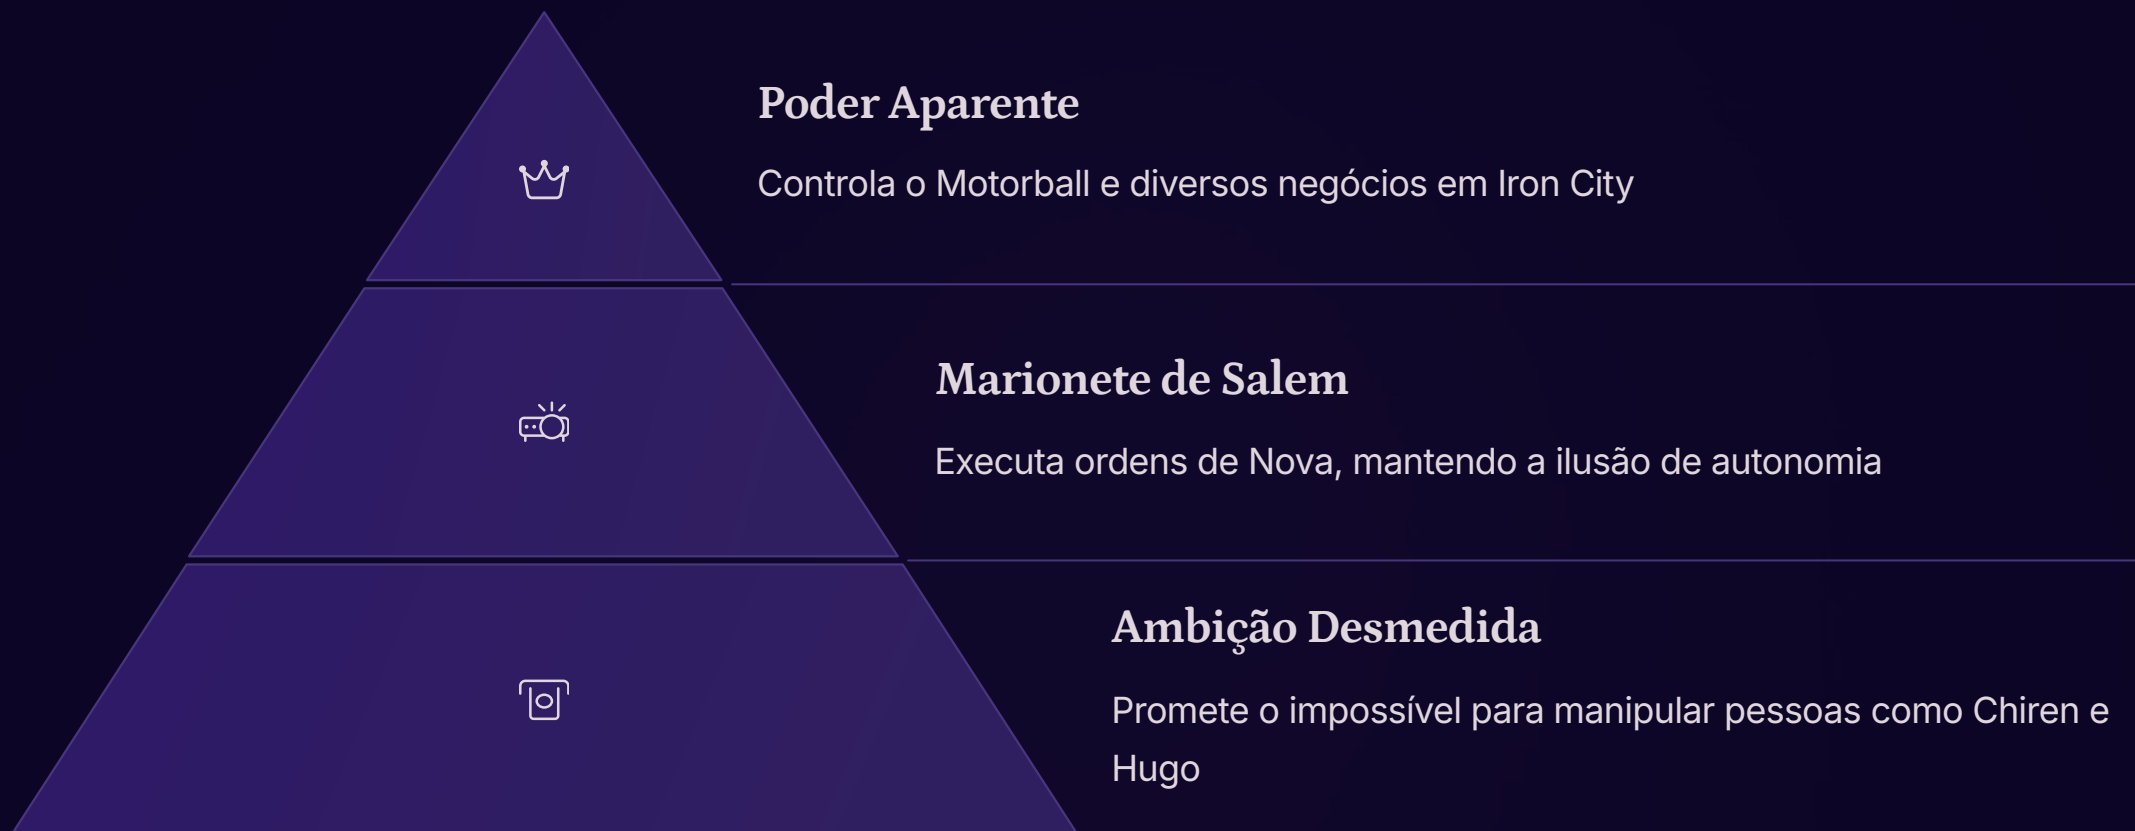 Poder Aparente
Controla o Motorball e diversos negócios em Iron City
Marionete de Salem
Executa ordens de Nova, mantendo a ilusão de autonomia
Ambição Desmedida
Promete o impossível para manipular pessoas como Chiren e
Hugo